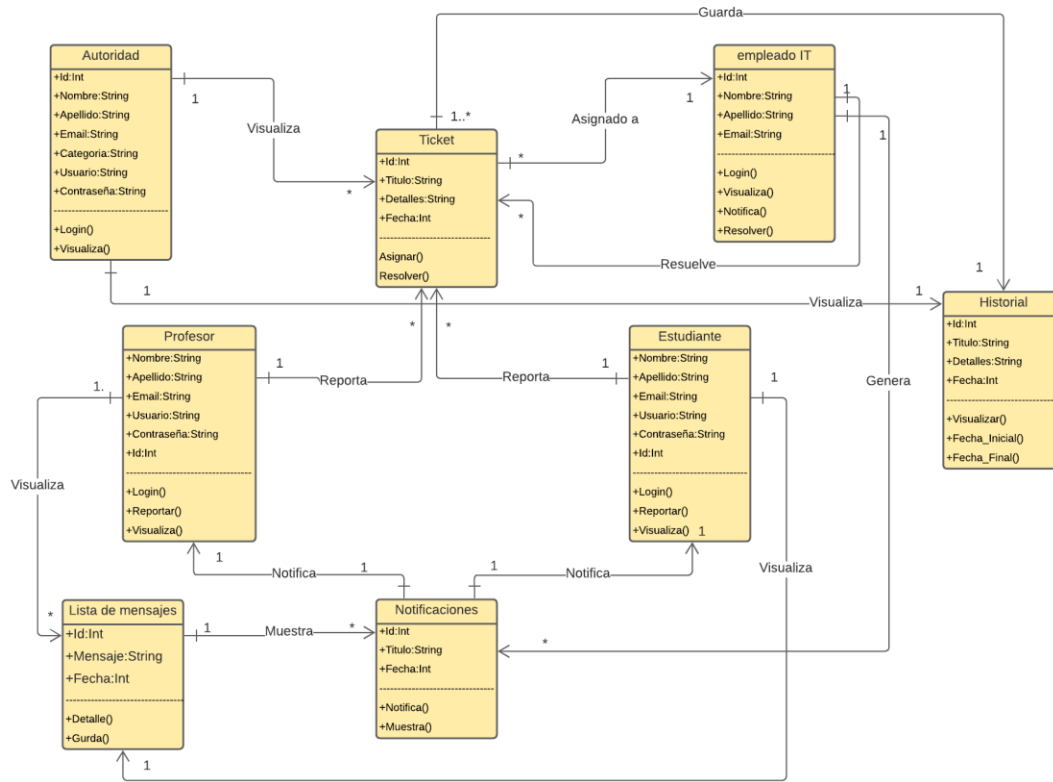 Guarda
Autoridad
+Id:Int
+Nombre:String
+Apellido:String
+Email:String
+Categoria:String
+Usuario:String
+Contraseña:String
+Login()
+Visualiza()
1
Visualiza
*
1..*
Ticket
+Id:Int
+Titulo:String
+Detalles:String
+Fecha:Int
Asignar()
Resolver()
*
Asignado a
1
empleado IT
+Id:Int
+Nombre:String
+Apellido:String
+Email:String
+Login()
+Visualiza()
+Notifica()
+Resolver()
1
1
*
Resuelve
1
Visualiza
1
1
Historial
+Id:Int
+Titulo:String
+Detalles:String
+Fecha:Int
+Visualizar()
+Fecha_Inicial()
+Fecha_Final()
Profesor
+Nombre:String
+Apellido:String
+Email:String
+Usuario:String
+Contraseña:String
+Id:Int
+Login()
+Reportar()
+Visualiza()
1
Reporta
*
*
Reporta
1
Estudiante
+Nombre:String
+Apellido:String
+Email:String
+Usuario:String
+Contraseña:String
+Id:Int
+Login()
+Reportar()
+Visualiza()
1
1
Genera
1.
Visualiza
*
1
Notifica
1
1
Notifica
Visualiza
Lista de mensajes
+Id:Int
+Mensaje:String
+Fecha:Int
+Detalle()
+Gurda()
1
Muestra
*
Notificaciones
+Id:Int
+Titulo:String
+Fecha:Int
+Notifica()
+Muestra()
*
1